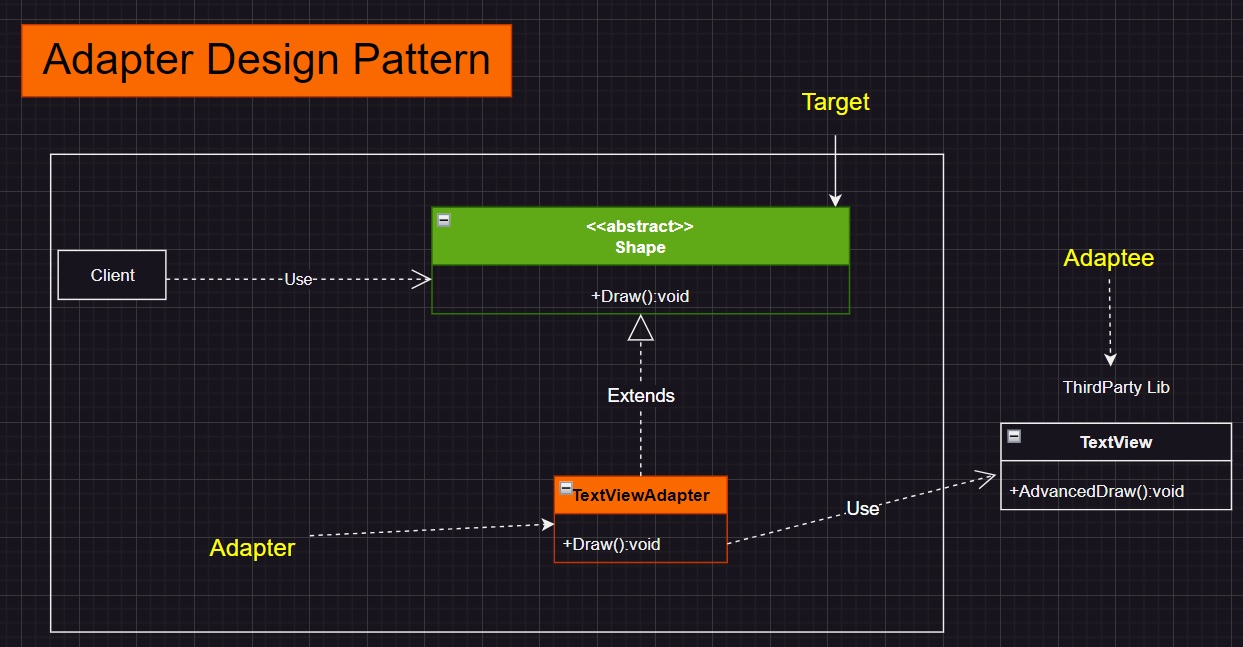 Adapter Design Pattern
Target
<<abstract>>
Shape
+Draw():void
Client
Use
Adaptee
ThirdParty Lib
TextView
+AdvancedDraw():void
Extends
TextViewAdapter
+Draw():void
Use
Adapter